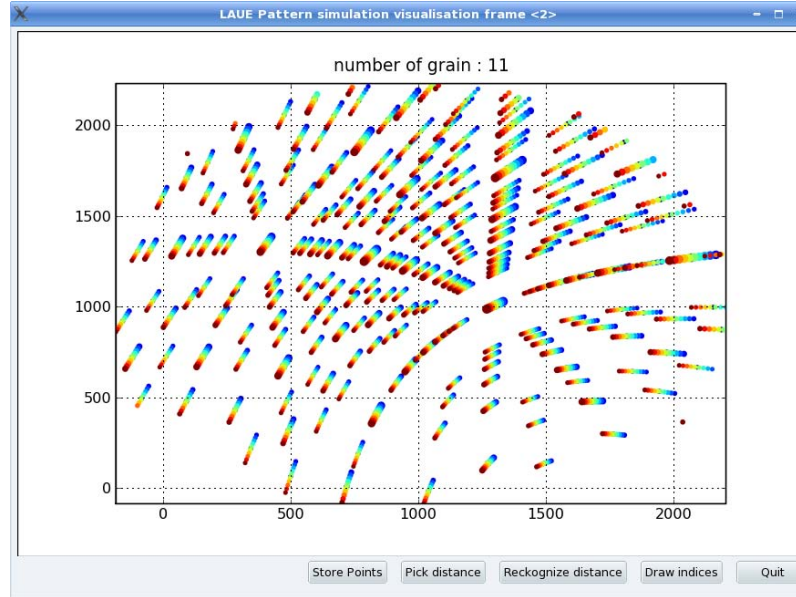 LAUE Pattern simulation visualisation frame <2>
number of grain : 11
2000
1500
1000
500
0
0 500 1000 1500 2000
Store Points Pick distance Reckognize distance Draw indices Quit